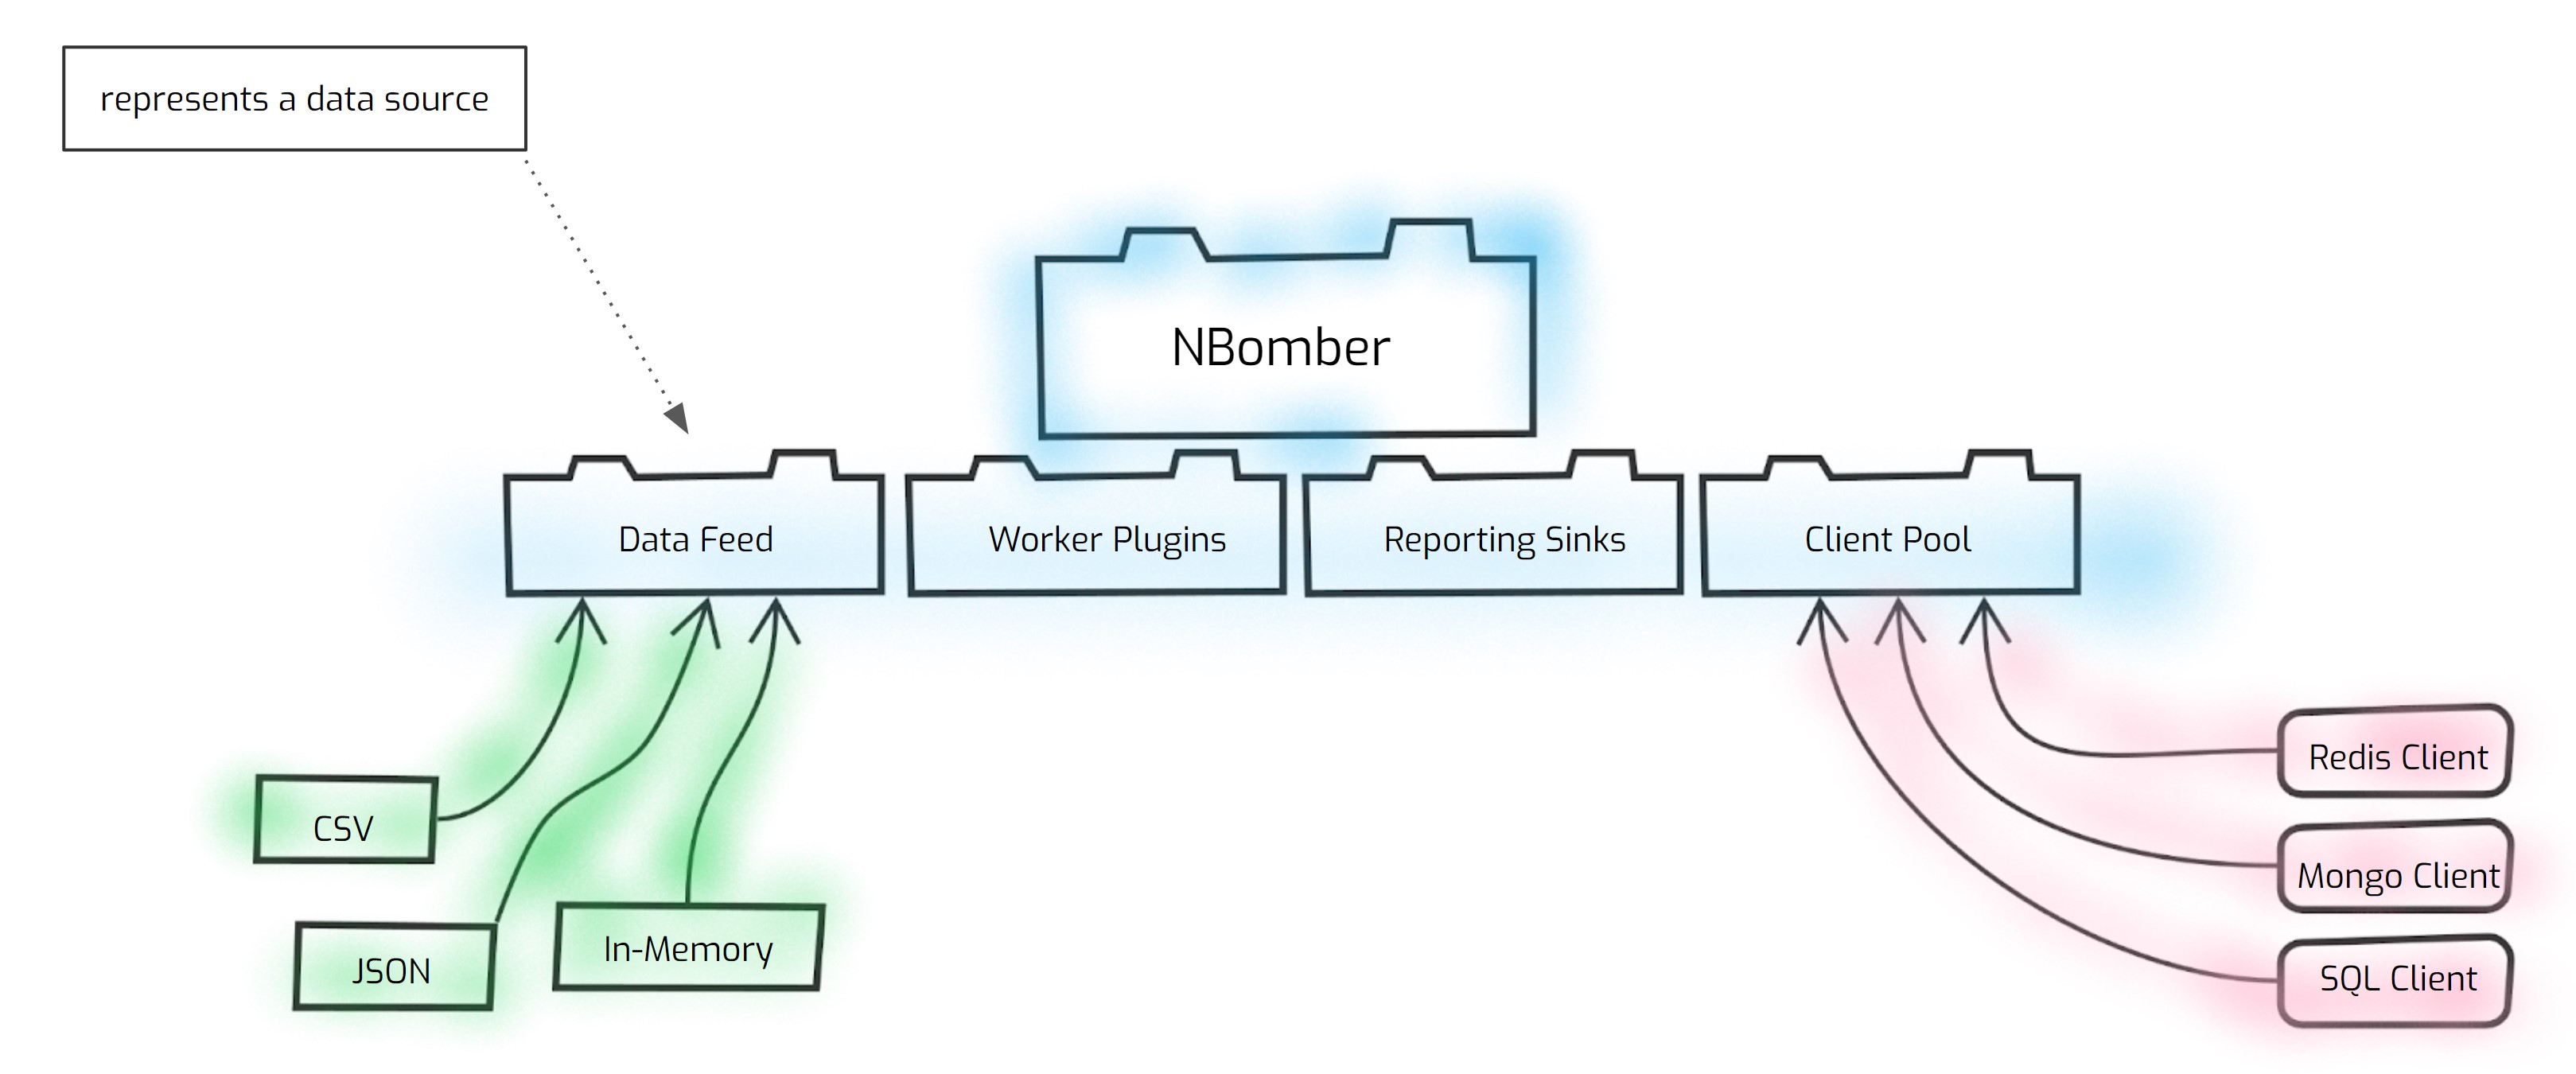 represents a data source
NBomber
Data Feed
Worker Plugins
Reporting Sinks
Client Pool
CSV
JSON
In-Memory
Redis Client
Mongo Client
SQL Client